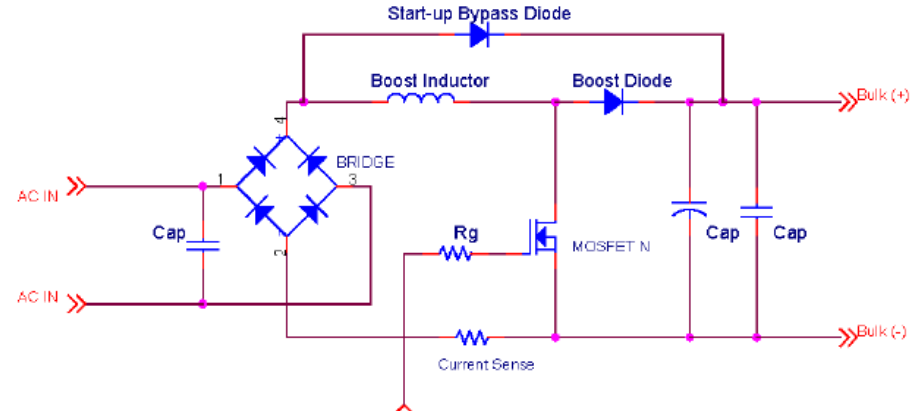 Start-up Bypass Diode
Boost Inductor
Boost Diode
Bulk (+)
4
BRIDGE
1
3
AC IN
Cap
Rg
MOSFET N
Cap
Cap
2
AC IN
Bulk (-)
Current Sense